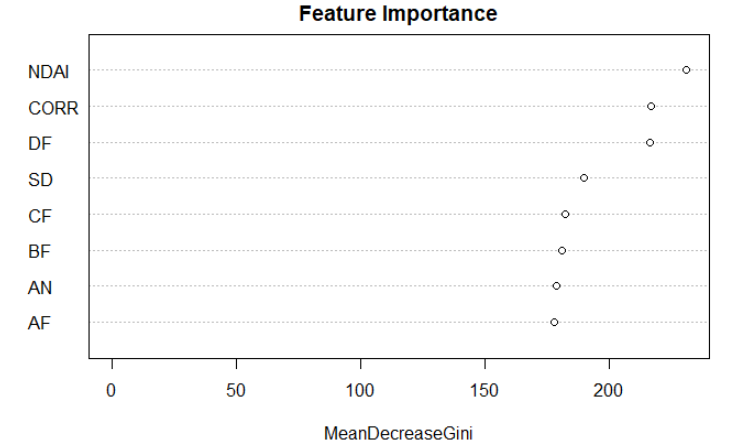 Feature Importance
NDAI
CORR
DF
SD
CF
BF
AN
AF
0 50 100 150 200
MeanDecreaseGini